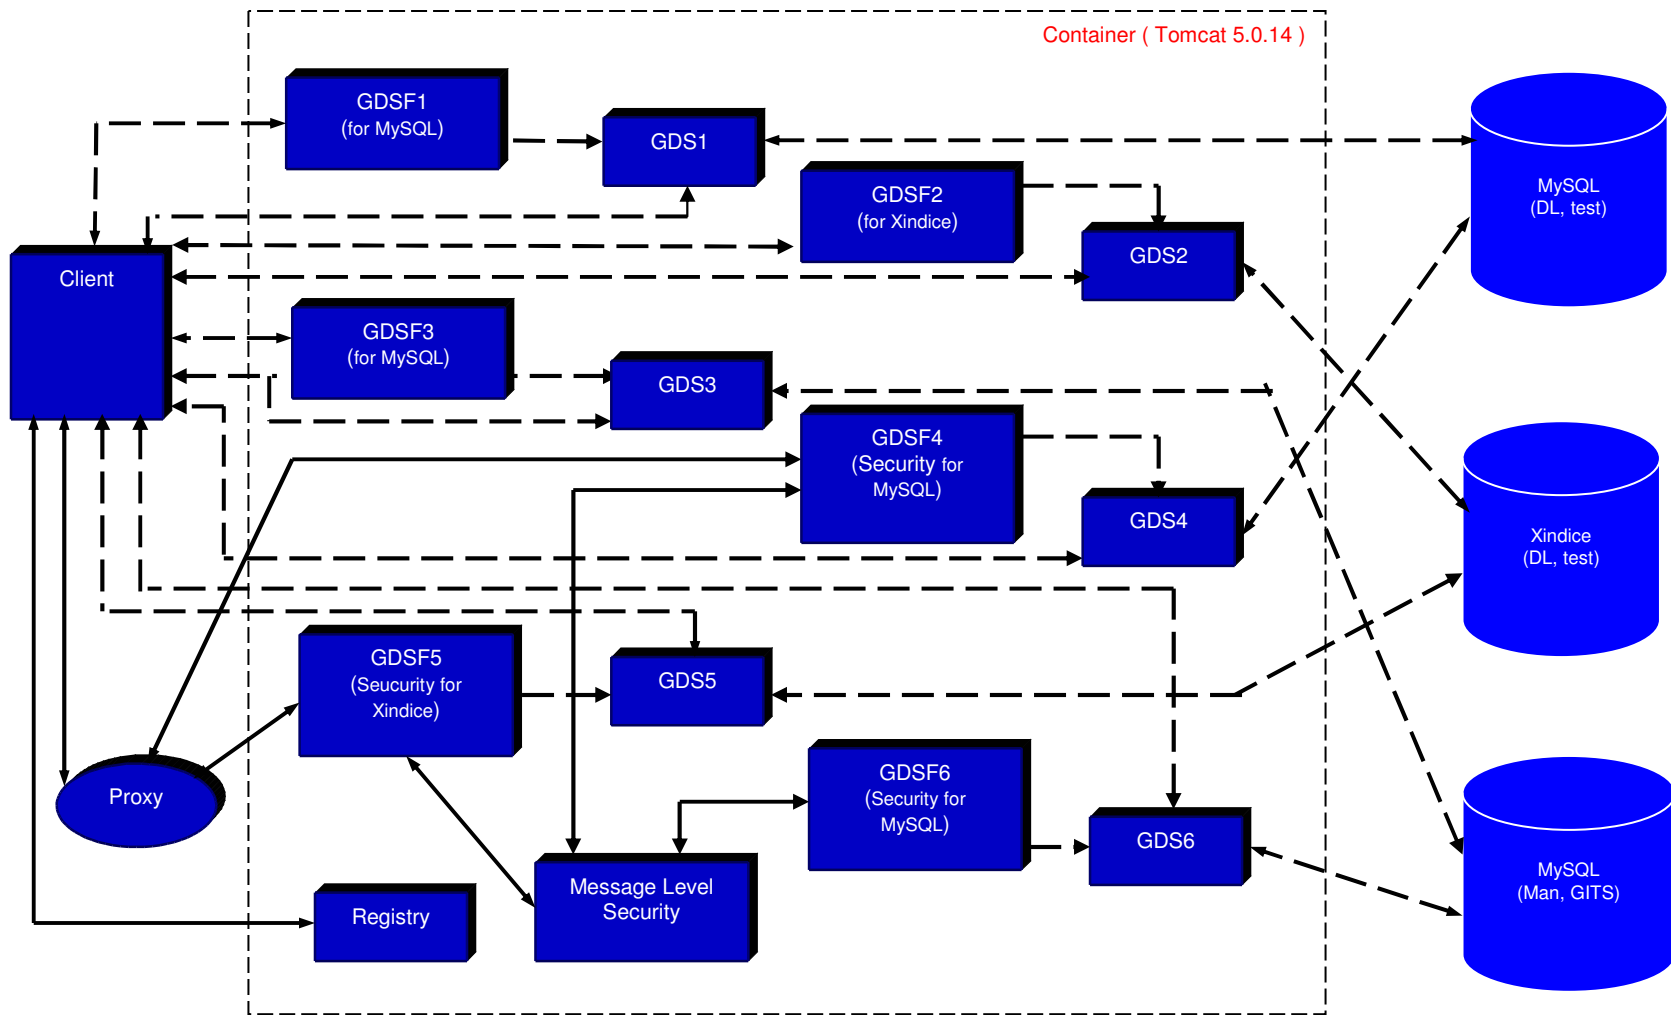 Container ( Tomcat 5.0.14 )
GDSF1
(for MySQL)
GDS1
GDSF2
(for Xindice)
MySQL
(DL, test)
GDS2
Client
GDSF3
(for MySQL)
GDS3
GDSF4
(Security for
MySQL)
GDS4
Xindice
(DL, test)
GDSF5
(Seucurity for
Xindice)
GDS5
GDSF6
(Security for
MySQL)
Proxy
GDS6
MySQL
(Man, GITS)
Message Level
Security
Registry